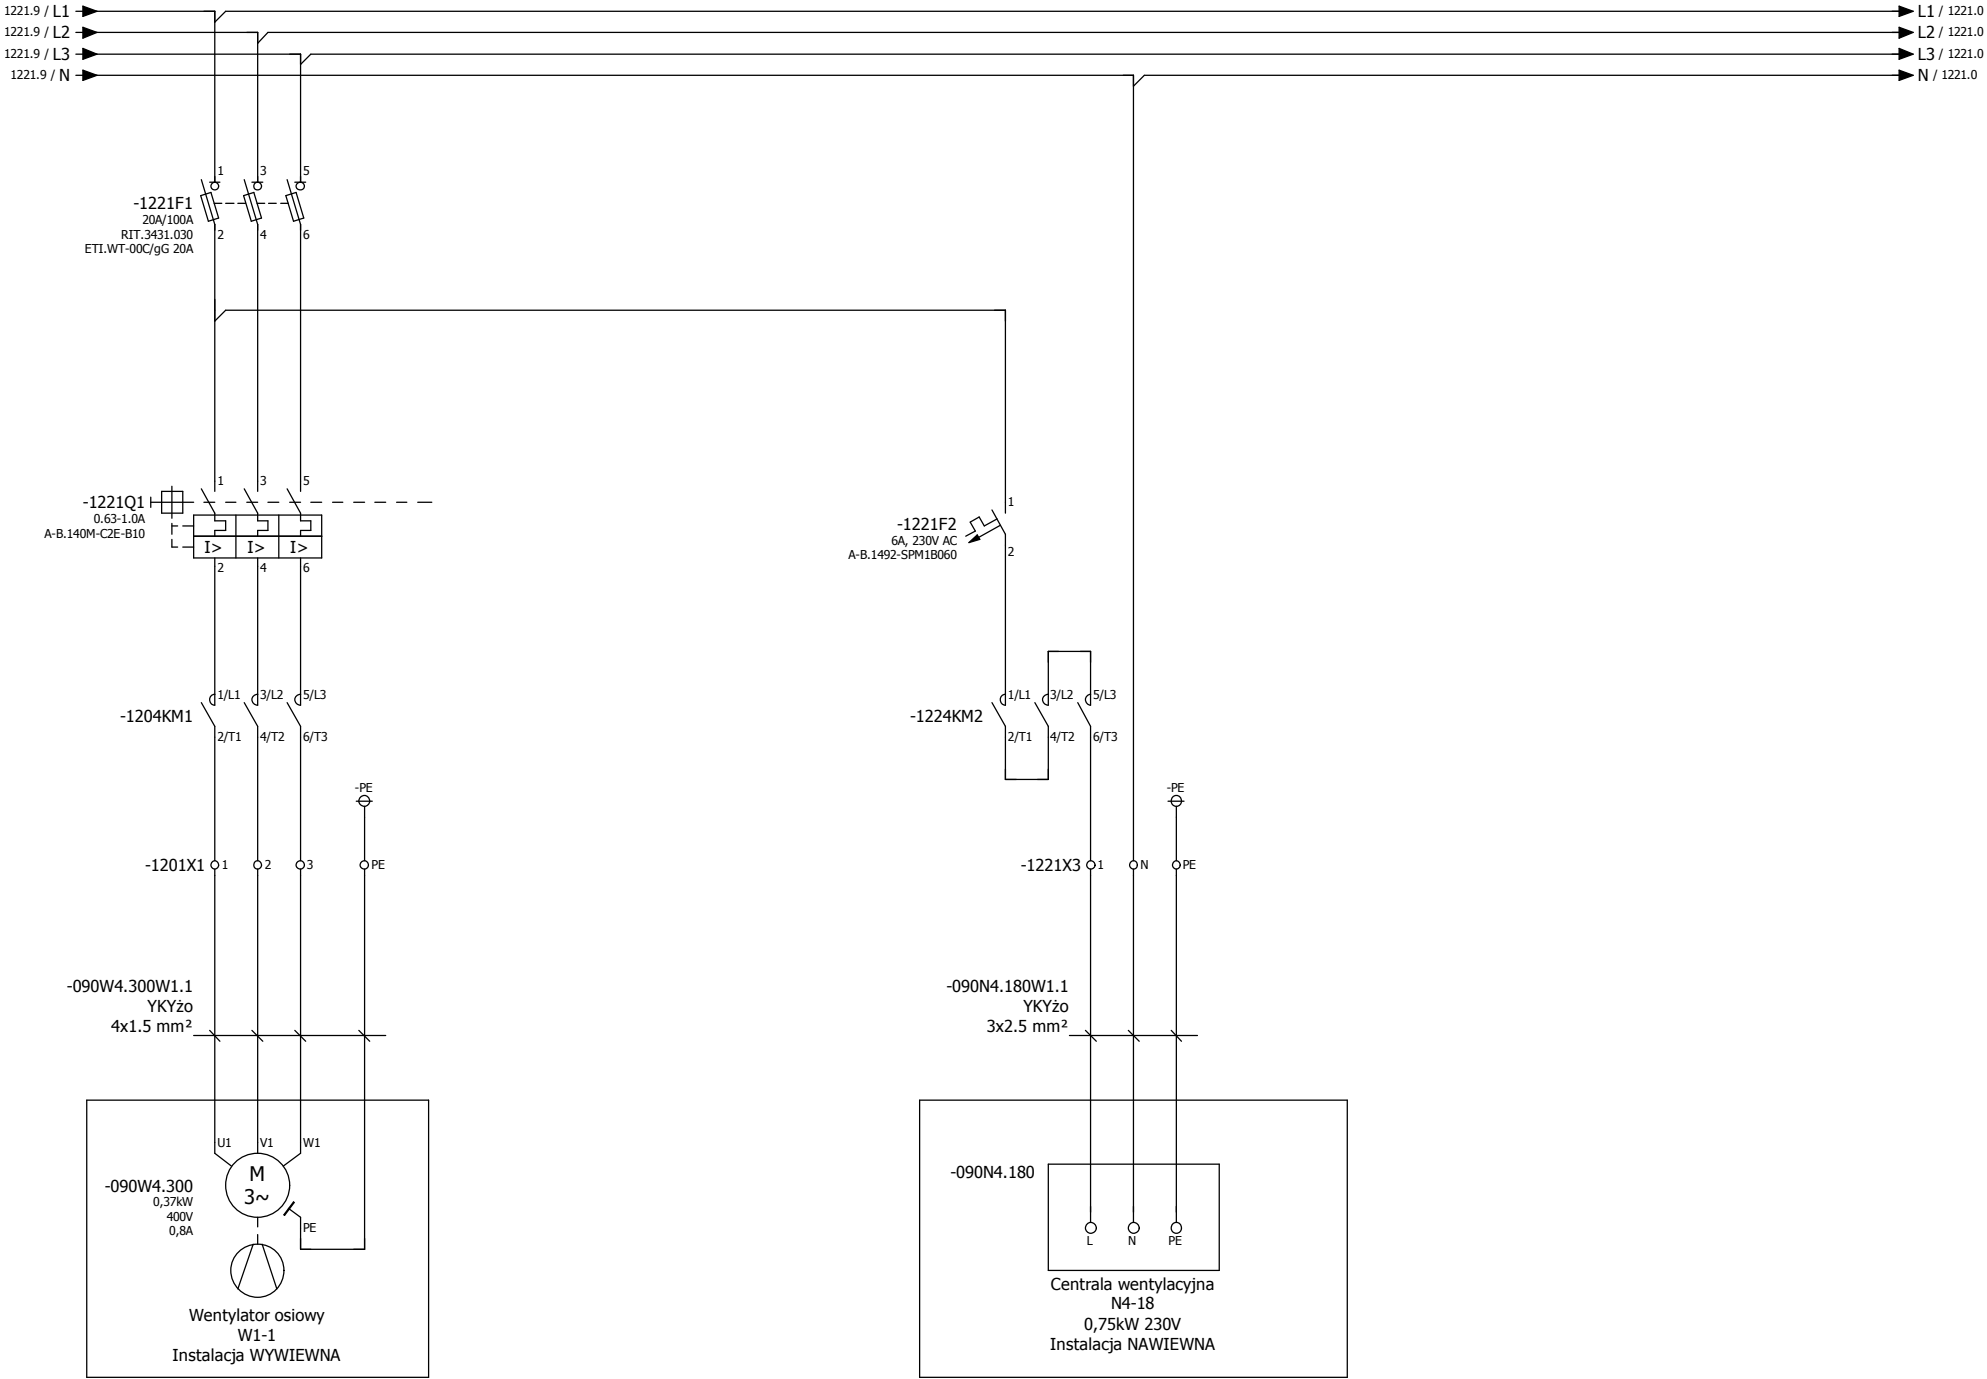 1221.9 / L1
L1 / 1221.0
1221.9 / L2
L2 / 1221.0
1221.9 / L3
L3 / 1221.0
1221.9 / N
N / 1221.0
1 3 5
-1221F1
20A/100A
RIT.3431.030
ETI.WT-00C/gG 20A
2 4 6
1 3 5
-1221Q1
0.63-1.0A
A-B.140M-C2E-B10
I> I> I>
2 4 6
1
-1221F2
6A, 230V AC
A-B.1492-SPM1B060
2
-1204KM1
1/L1 3/L2 5/L3
2/T1 4/T2 6/T3
-1224KM2
1/L1 3/L2 5/L3
2/T1 4/T2 6/T3
-PE
-PE
-1201X1 1 2 3 PE
-1221X3 1 N PE
-090W4.300W1.1
YKYżo
4x1.5 mm²
-090N4.180W1.1
YKYżo
3x2.5 mm²
U1 V1 W1
M
3~
-090W4.300
0,37kW
400V
0,8A
PE
Wentylator osiowy
W1-1
Instalacja WYWIEWNA
-090N4.180
L N PE
Centrala wentylacyjna
N4-18
0,75kW 230V
Instalacja NAWIEWNA